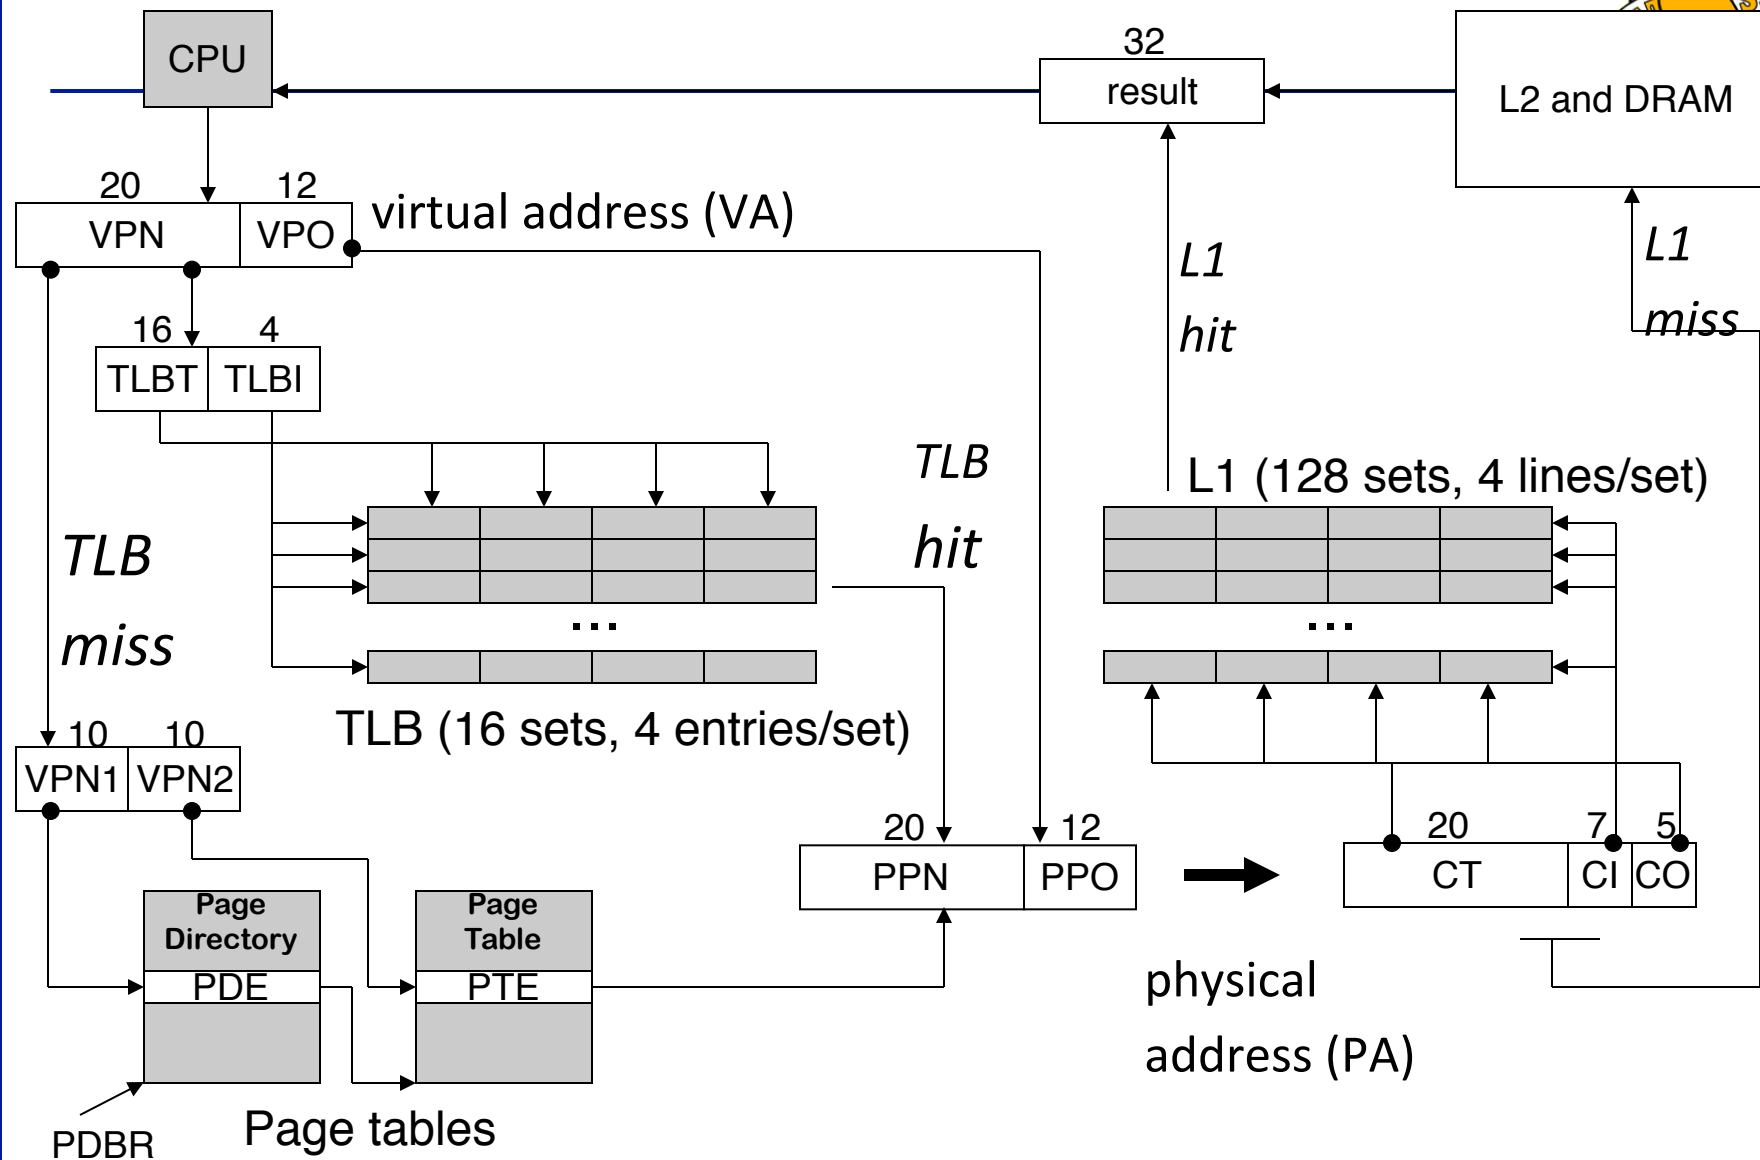 CPU
32
result
L2 and DRAM
20
12
VPN
VPO
virtual address (VA)
L1
hit
L1
miss
16
4
TLBT
TLBI
TLB
hit
L1 (128 sets, 4 lines/set)
TLB
miss
...
...
TLB (16 sets, 4 entries/set)
10
10
VPN1
VPN2
20
12
PPN
PPO
20
7
5
CT
CI
CO
Page
Directory
PDE
Page
Table
PTE
physical
address (PA)
PDBR
Page tables